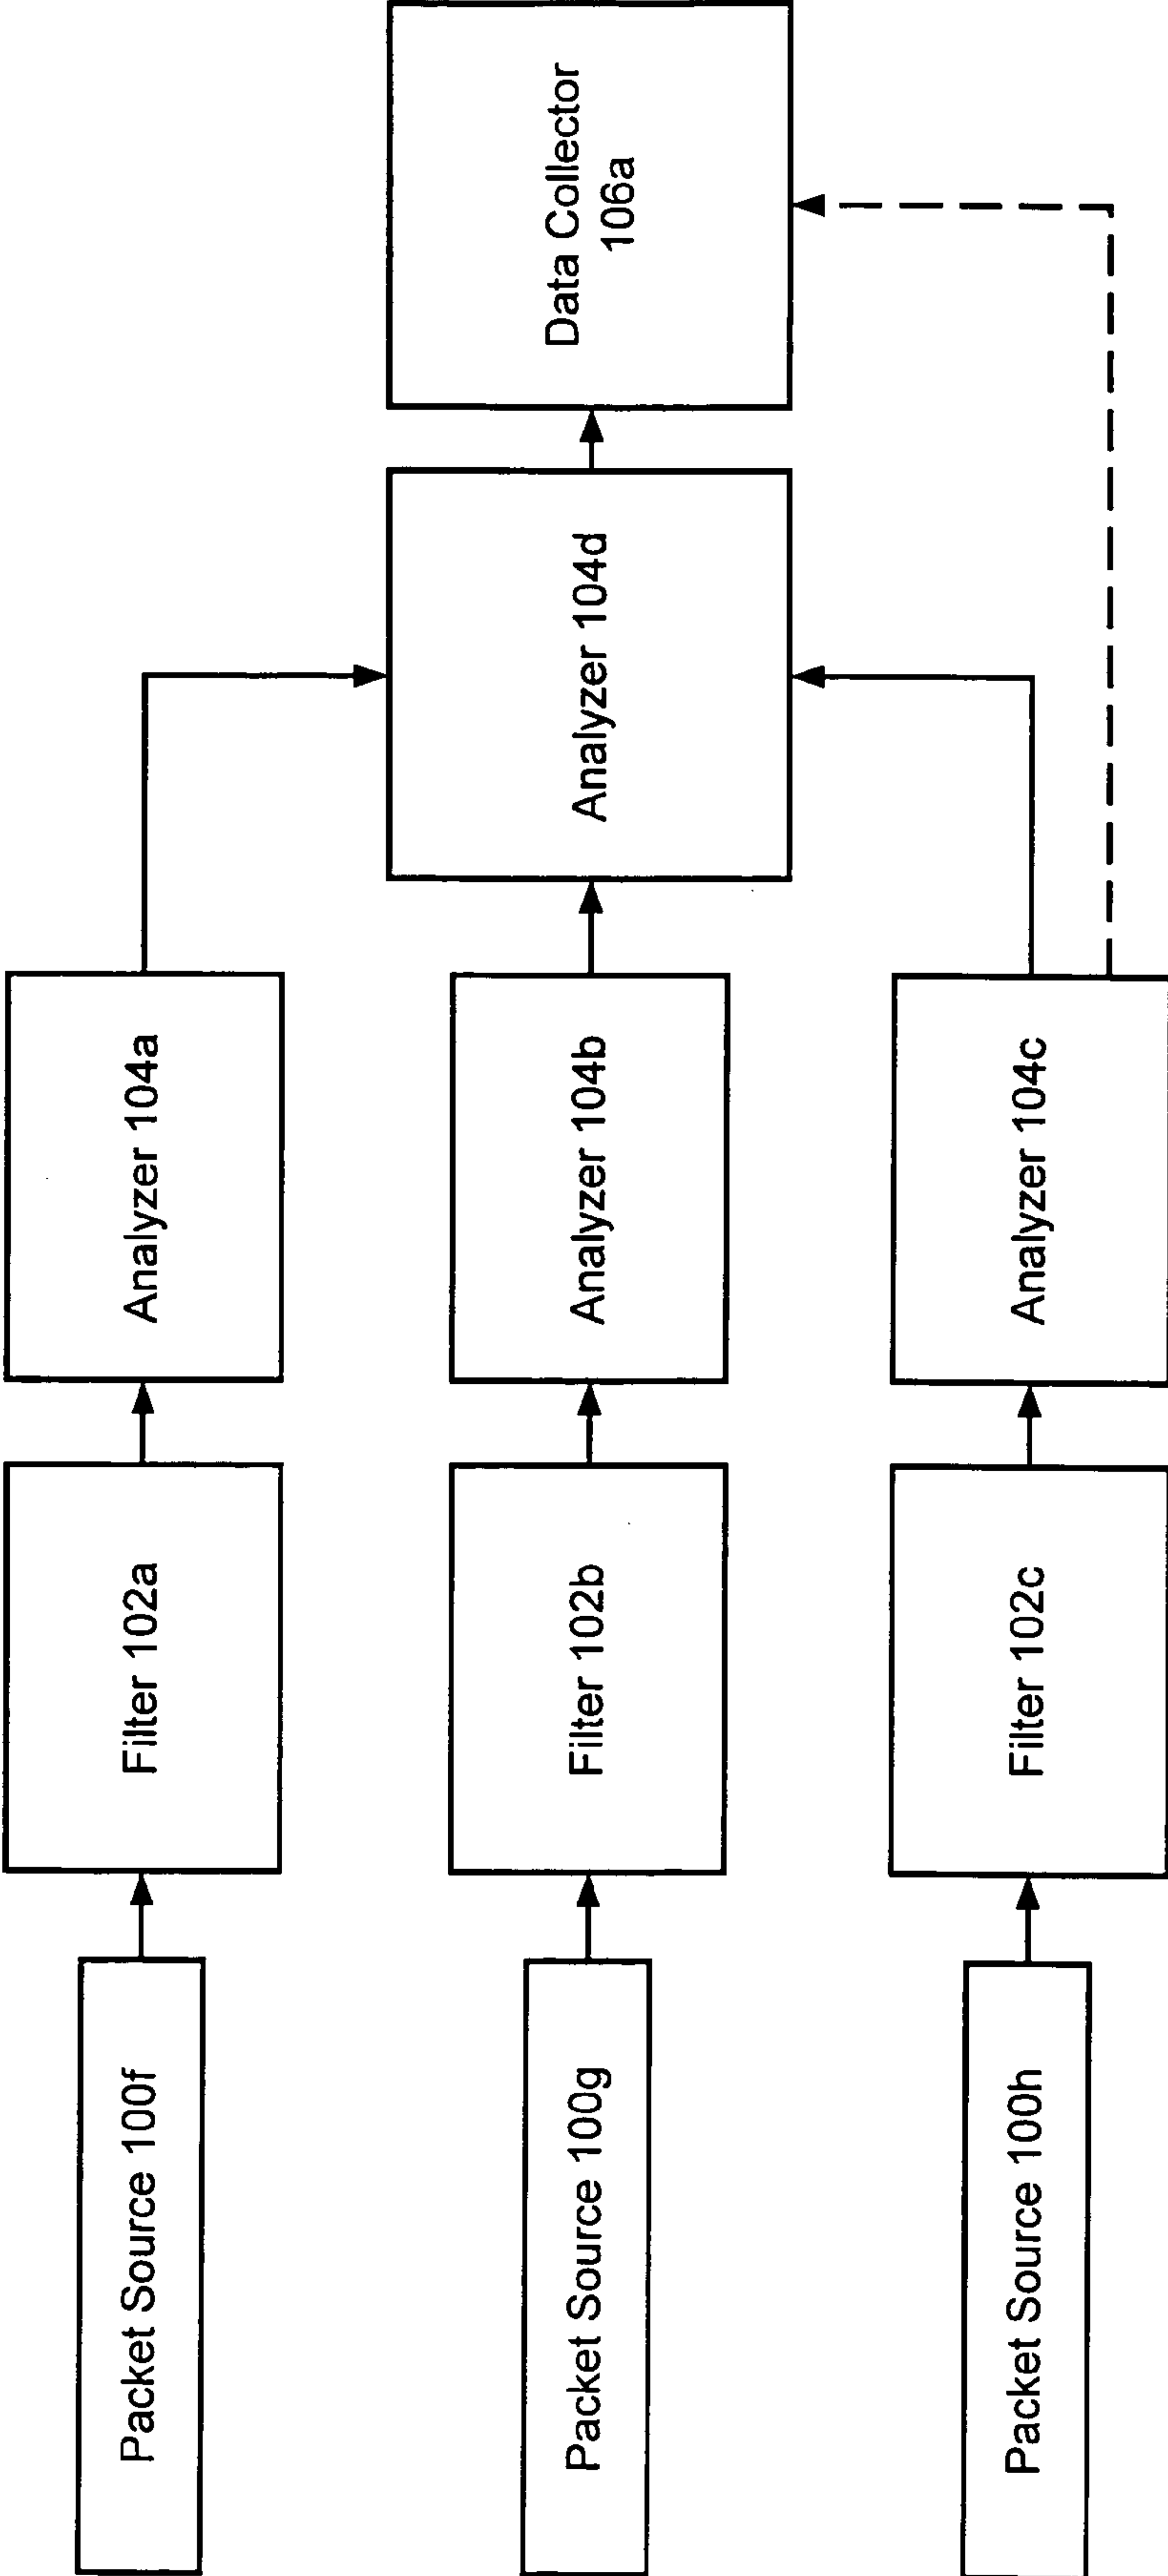 Packet Source 100f
Filter 102a
Analyzer 104a
Packet Source 100g
Filter 102b
Analyzer 104b
Analyzer 104d
Data Collector
106a
Packet Source 100h
Filter 102c
Analyzer 104c